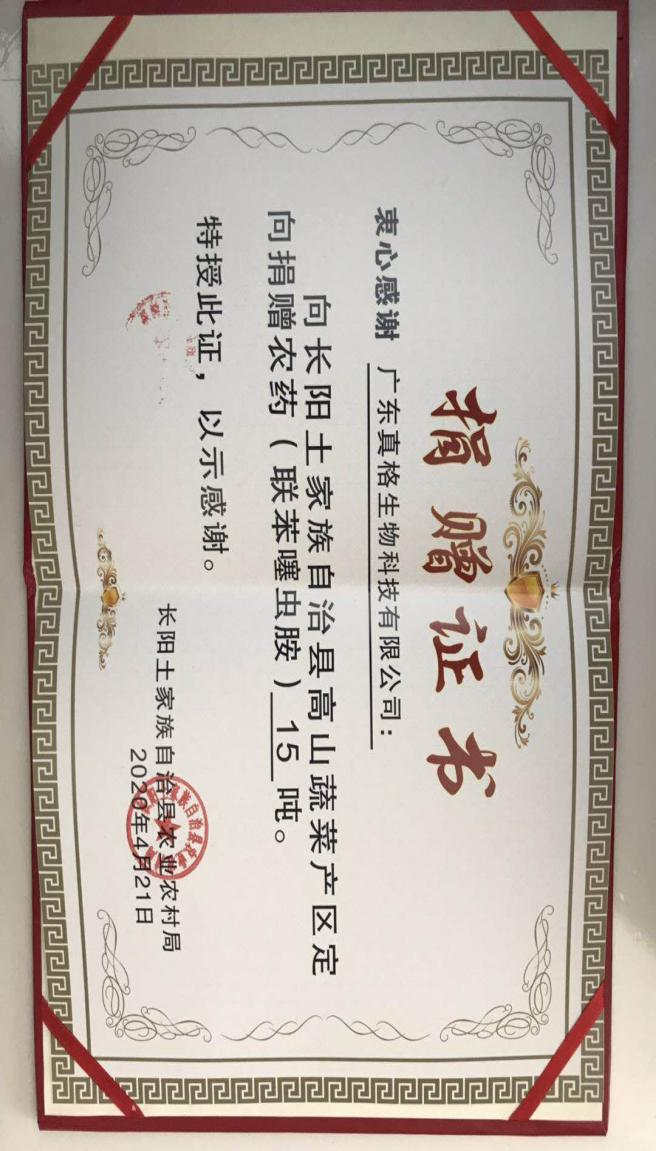 捐赠证书
衷心感谢 广东真格生物科技有限公司：
向长阳土家族自治县高山蔬菜产区定
向捐赠农药（联苯噻虫胺）15吨。
特授此证，以示感谢。
长阳土家族自治县农业农村局
2020年4月21日